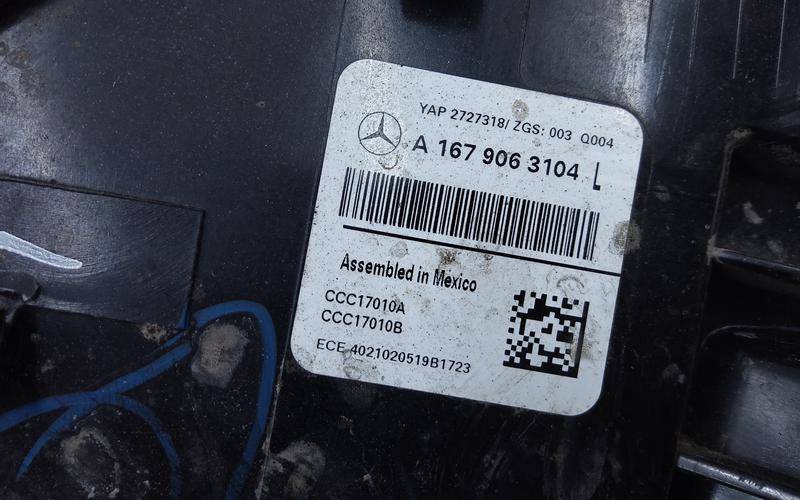 YAP 2727318/ ZGS: 003 Q004
A 167 906 3104 L
Assembled in Mexico
CCC17010A
CCC17010B
ECE 4021020519B1723